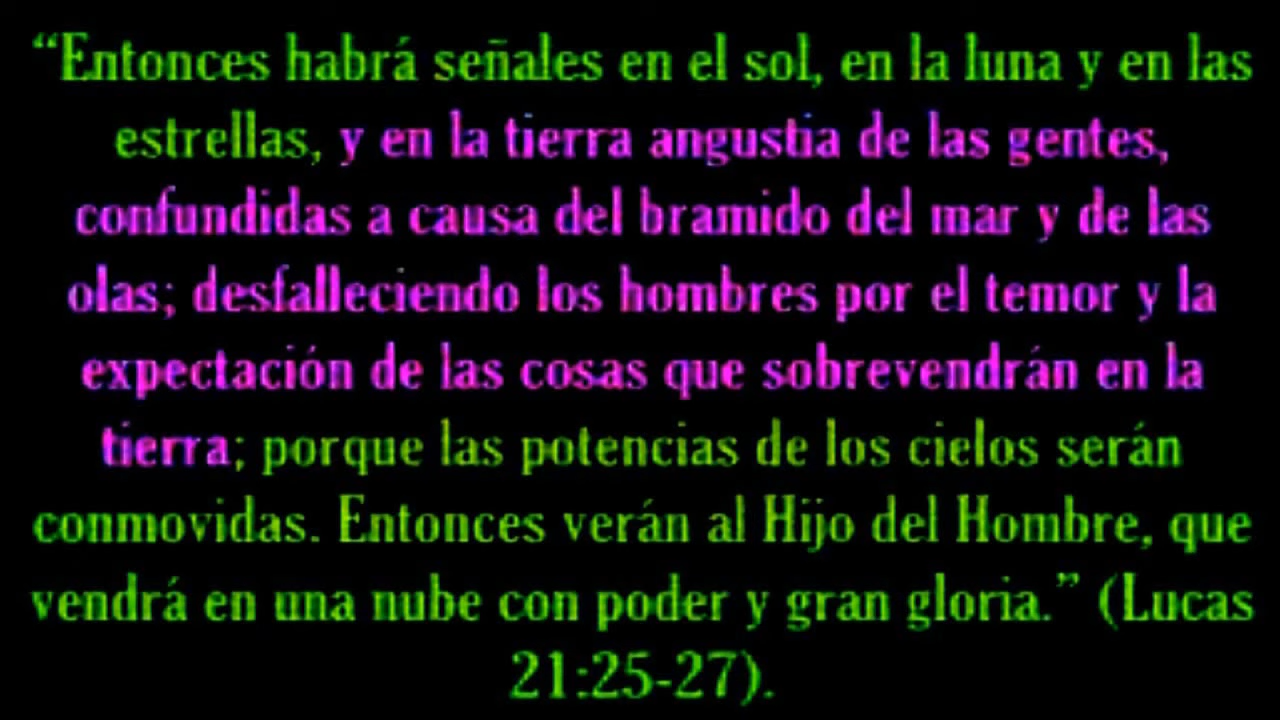 “Entonces habrá señales en el sol, en la luna y en las
estrellas, y en la tierra angustia de las gentes,
confundidas a causa del bramido del mar y de las
olas; desfalleciendo los hombres por el temor y la
expectación de las cosas que sobrevendrán en la
tierra; porque las potencias de los cielos serán
conmovidas. Entonces verán al Hijo del Hombre, que
vendrá en una nube con poder y gran gloria.” (Lucas
21:25-27).